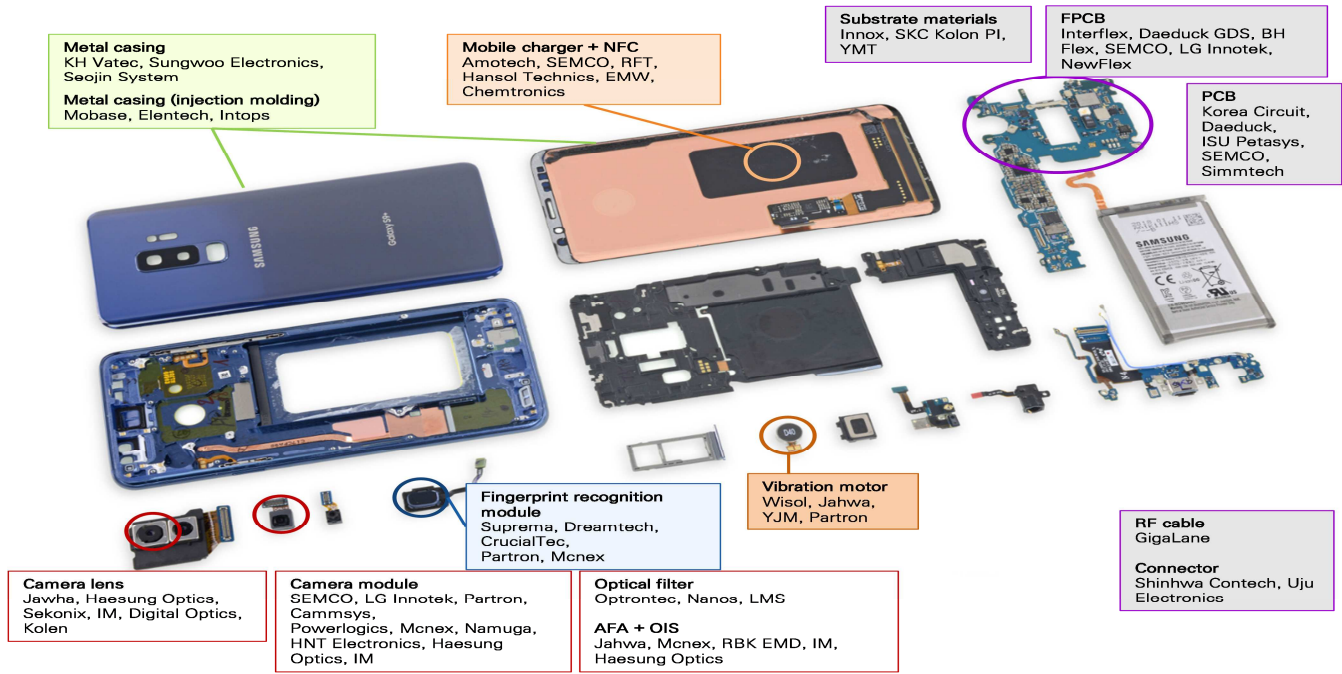 Substrate materials
Innox, SKC Kolon PI,
YMT
FPCB
Interflex, Daeduck GDS, BH
Flex, SEMCO, LG Innotek,
NewFlex
Metal casing
KH Vatec, Sungwoo Electronics,
Seojin System
Metal casing (injection molding)
Mobase, Elentech, Intops
Mobile charger + NFC
Amotech, SEMCO, RFT,
Hansol Technics, EMW,
Chemtronics
PCB
Korea Circuit,
Daeduck,
ISU Petasys,
SEMCO,
Simmtech
SAMSUNG
Galaxy S9+
SAMSUNG
Vibration motor
Wisol, Jahwa,
YJM, Partron
Fingerprint recognition
module
Suprema, Dreamtech,
CrucialTec,
Partron, Mcnex
RF cable
GigaLane
Connector
Shinhwa Contech, Uju
Electronics
Camera lens
Jawha, Haesung Optics,
Sekonix, IM, Digital Optics,
Kolen
Camera module
SEMCO, LG Innotek, Partron,
Cammsys,
Powerlogics, Mcnex, Namuga,
HNT Electronics, Haesung
Optics, IM
Optical filter
Optrontec, Nanos, LMS
AFA + OIS
Jahwa, Mcnex, RBK EMD, IM,
Haesung Optics